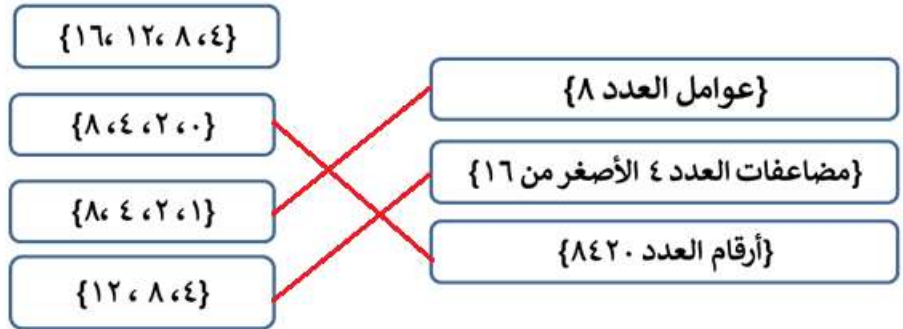 {عوامل العدد ٨}
{مضاعفات العدد ٤ الأصغر من ١٦}
{أرقام العدد ٨٤٢٠}
{٤، ٨، ١٢، ١٦}
{٠، ٢، ٤، ٨}
{١، ٢، ٤، ٨}
{٤، ٨، ١٢}